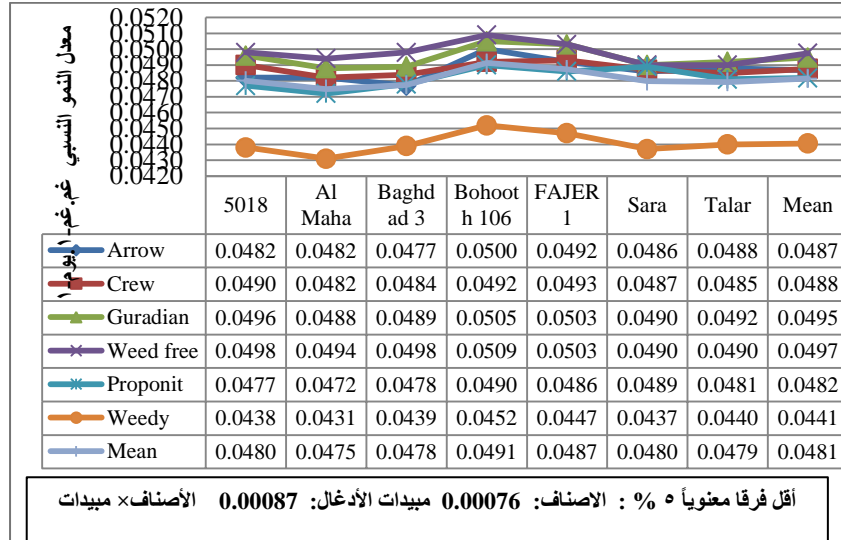 معدل النمو النسبي غم.غم-١.يوم-١
0.0520
0.0510
0.0500
0.0490
0.0480
0.0470
0.0460
0.0450
0.0440
0.0430
0.0420
5018 Al Maha Baghdad 3 Bohooth 106 FAJER 1 Sara Talar Mean
Arrow 0.0482 0.0482 0.0477 0.0500 0.0492 0.0486 0.0488 0.0487
Crew 0.0490 0.0482 0.0484 0.0492 0.0493 0.0487 0.0485 0.0488
Guradian 0.0496 0.0488 0.0489 0.0505 0.0503 0.0490 0.0492 0.0495
Weed free 0.0498 0.0494 0.0498 0.0509 0.0503 0.0490 0.0490 0.0497
Proponit 0.0477 0.0472 0.0478 0.0490 0.0486 0.0489 0.0481 0.0482
Weedy 0.0438 0.0431 0.0439 0.0452 0.0447 0.0437 0.0440 0.0441
Mean 0.0480 0.0475 0.0478 0.0491 0.0487 0.0480 0.0479 0.0481
أقل فرقا معنوياً ٥ % : الاصناف: 0.00076 مبيدات الأدغال: 0.00087 الأصناف× مبيدات